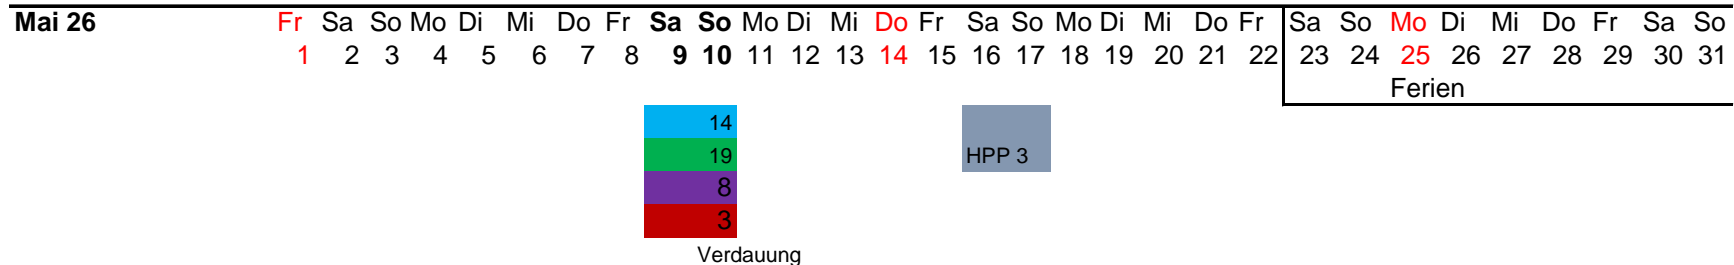 Mai 26 Fr Sa So Mo Di Mi Do Fr Sa So Mo Di Mi Do Fr Sa So Mo Di Mi Do Fr Sa So Mo Di Mi Do Fr Sa So
1 2 3 4 5 6 7 8 9 10 11 12 13 14 15 16 17 18 19 20 21 22 23 24 25 26 27 28 29 30 31
Ferien
14
19 HPP 3
8
3
Verdauung